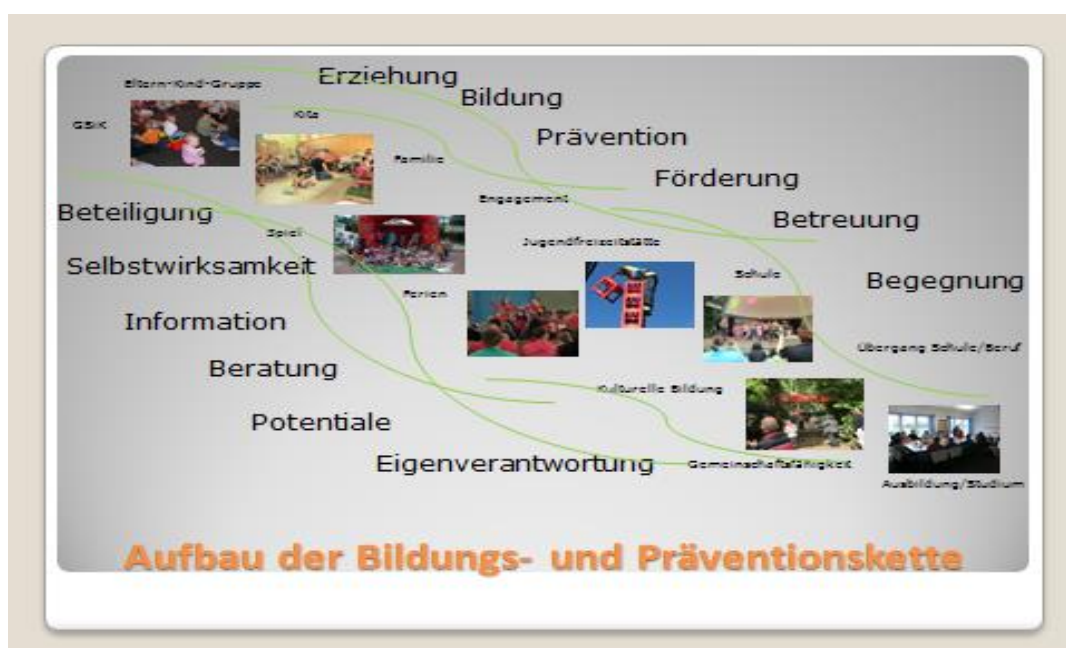 Erziehung
Eltern-Kind-Gruppe
Bildung
Kita
GSiK
Prävention
Familie
Förderung
Engagement
Beteiligung
Betreuung
Spiel
Jugendfreizeitstätte
Selbstwirksamkeit
Schule
Begegnung
Ferien
Information
Übergang Schule/Beruf
Beratung
Kulturelle Bildung
Potentiale
Eigenverantwortung
Gemeinschaftsfähigkeit
Ausbildung/Studium
Aufbau der Bildungs- und Präventionskette